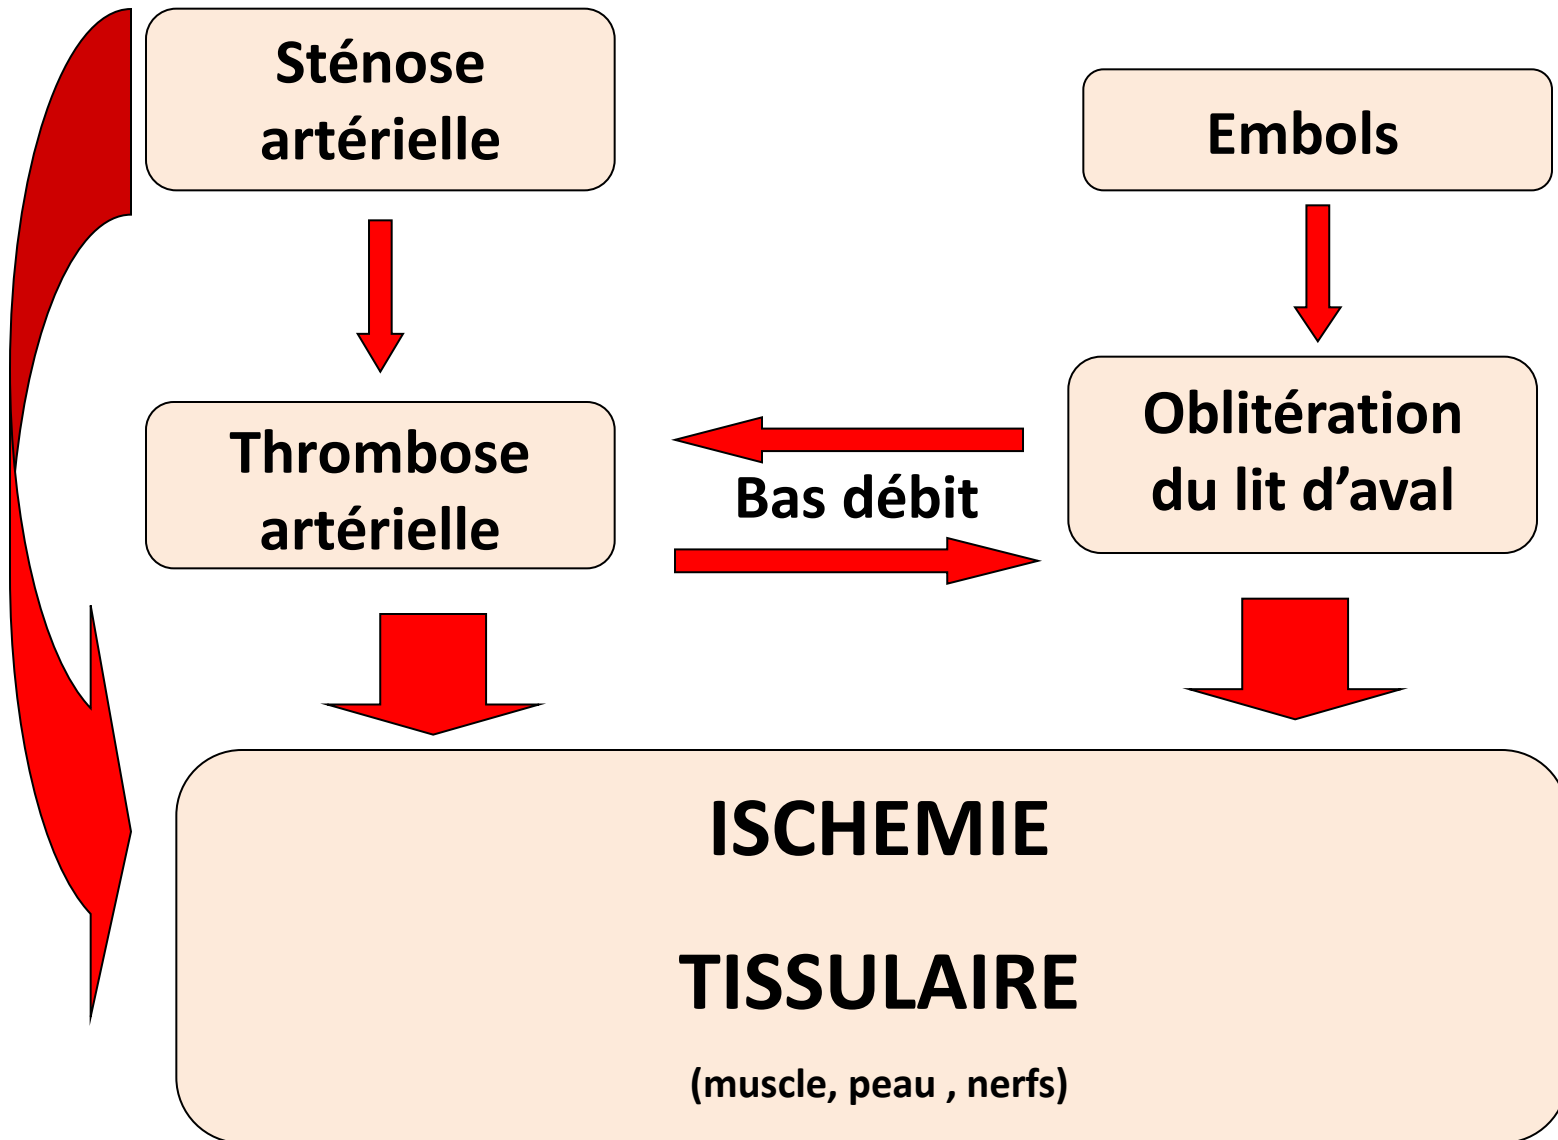 Sténose
artérielle
Embols
Thrombose
artérielle
Bas débit
Oblitération
du lit d’aval
ISCHEMIE
TISSULAIRE
(muscle, peau , nerfs)